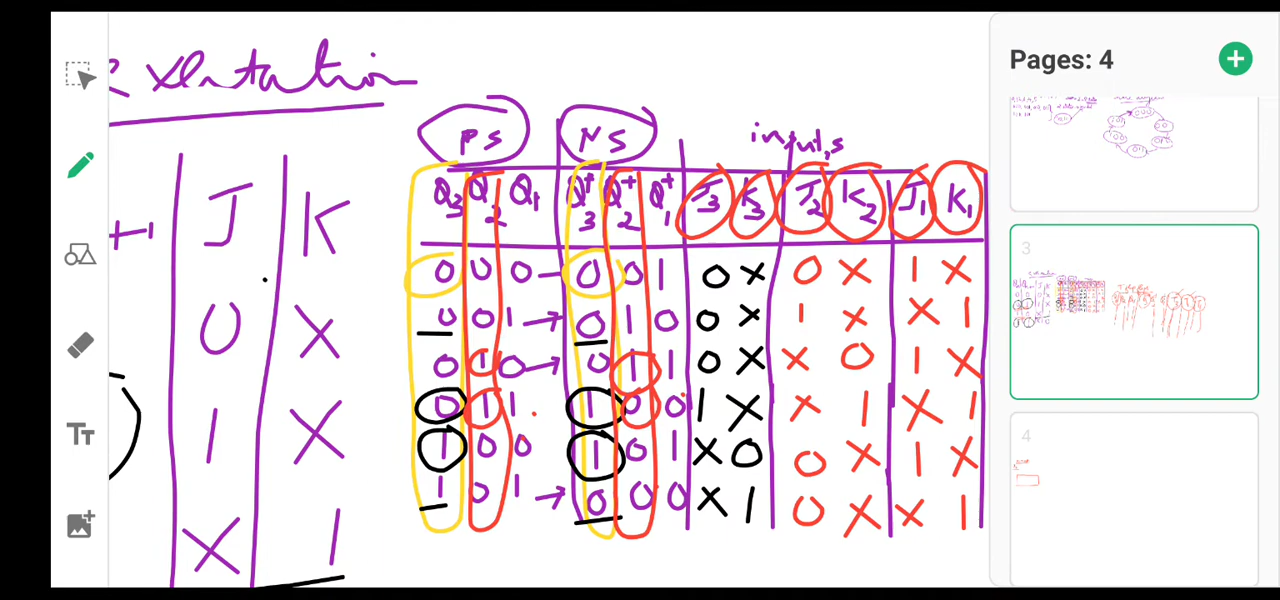 Pages: 4
PS NS inputs
J K
Q3 Q2 Q1 Q3+ Q2+ Q1+ J3 K3 J2 K2 J1 K1
0 0 0 - 0 0 1 0 X 0 X 1 X
0 X
0 0 1 → 0 1 0 0 X 1 X X 1
0 1 0 → 0 1 1 0 X X 0 1 X
1 X
0 1 1 1 0 0 1 X X 1 X 1
1 0 0 1 0 1 X 0 0 X 1 X
1 0 1 → 0 0 0 X 1 0 X X 1
X 1
3
4
Tt